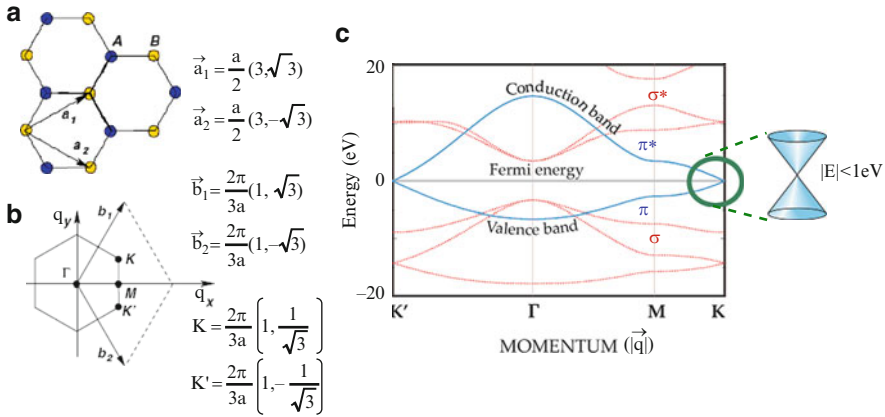 a
A B
a₁
a₂
a⃗₁ = a/2 (3,√3)
a⃗₂ = a/2 (3,-√3)
b⃗₁ = 2π/3a (1, √3)
b⃗₂ = 2π/3a (1,-√3)
b
q_y b₁
K
Γ
M q_x
K'
b₂
K = 2π/3a (1, 1/√3)
K' = 2π/3a (1,- 1/√3)
c
20
Conduction band
σ*
π*
Fermi energy
0
|E|<1eV
π
Valence band
σ
-20
Energy (eV)
K' Γ M K
MOMENTUM (|q⃗|)